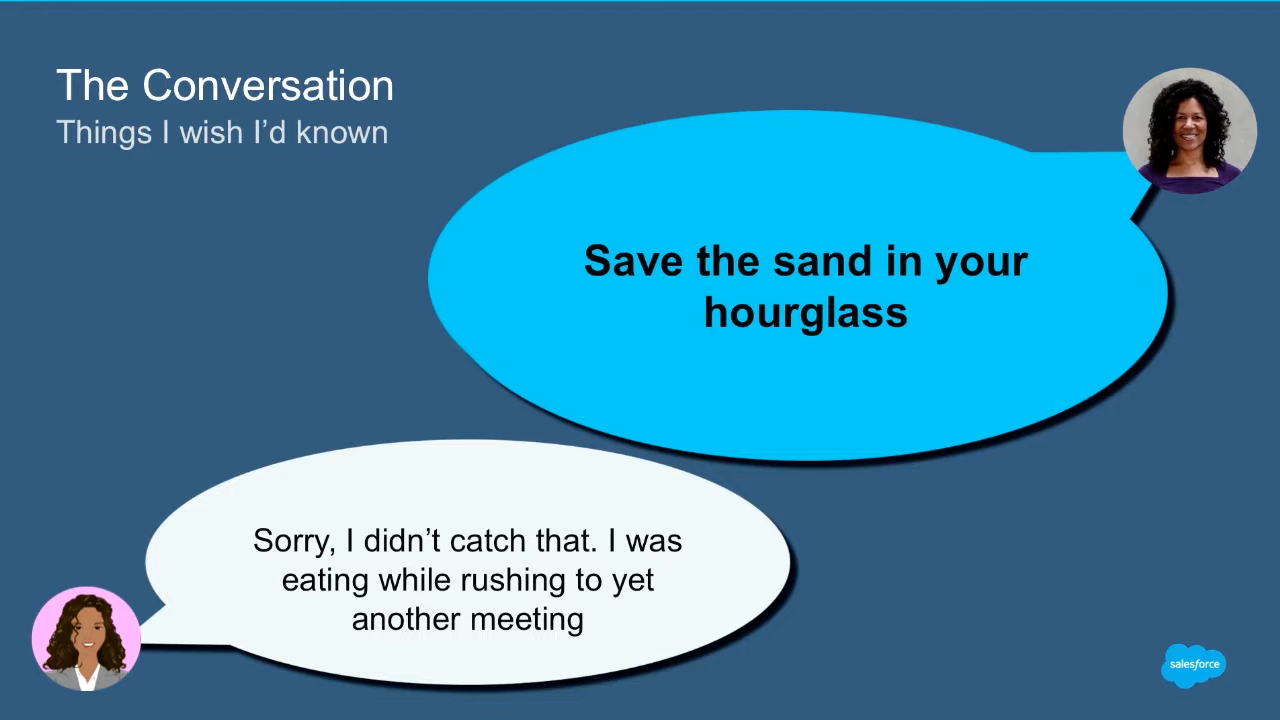 The Conversation
Things I wish I’d known
Save the sand in your
hourglass
Sorry, I didn’t catch that. I was
eating while rushing to yet
another meeting
salesforce